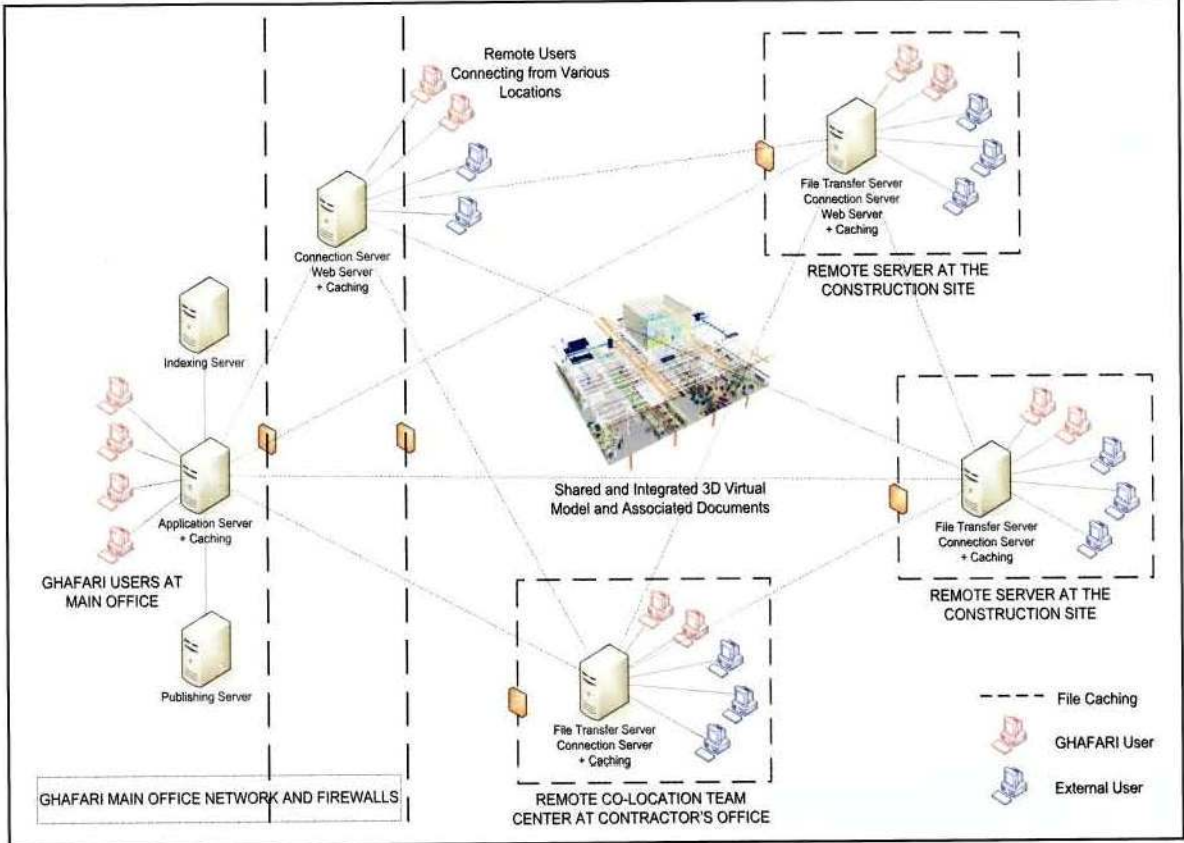 Remote Users
Connecting from Various
Locations
File Transfer Server
Connection Server
Web Server
+ Caching
REMOTE SERVER AT THE
CONSTRUCTION SITE
Connection Server
Web Server
+ Caching
Indexing Server
Application Server
+ Caching
GHAFARI USERS AT
MAIN OFFICE
Publishing Server
Shared and Integrated 3D Virtual
Model and Associated Documents
File Transfer Server
Connection Server
+ Caching
REMOTE SERVER AT THE
CONSTRUCTION SITE
File Transfer Server
Connection Server
+ Caching
REMOTE CO-LOCATION TEAM
CENTER AT CONTRACTOR'S OFFICE
GHAFARI MAIN OFFICE NETWORK AND FIREWALLS
File Caching
GHAFARI User
External User